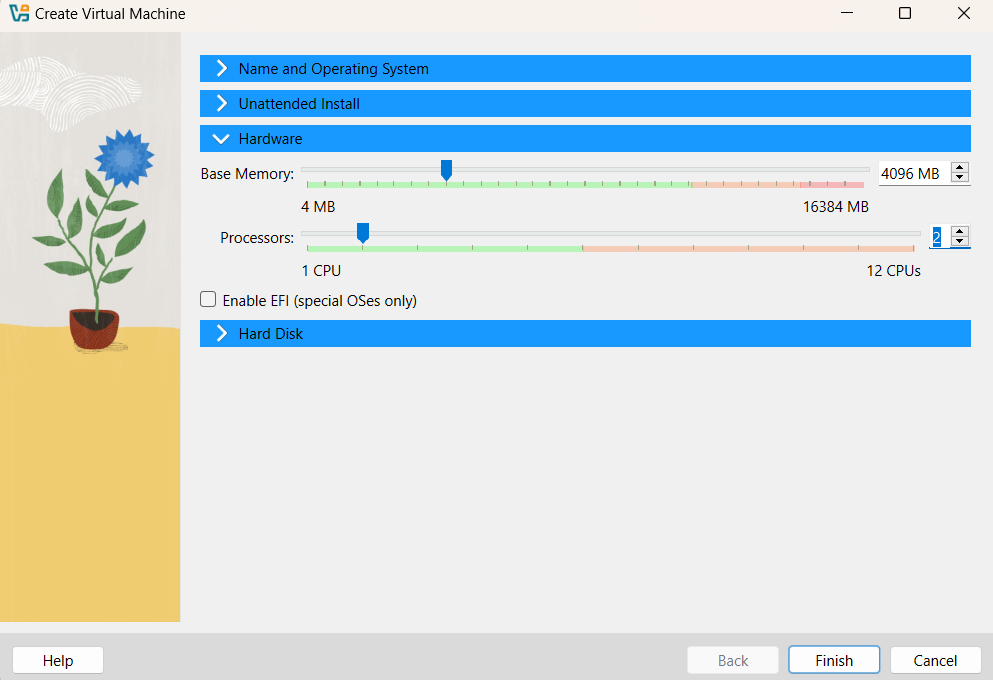 Create Virtual Machine
Name and Operating System
Unattended Install
Hardware
Base Memory: 4096 MB
4 MB 16384 MB
Processors: 2
1 CPU 12 CPUs
Enable EFI (special OSes only)
Hard Disk
Help Back Finish Cancel